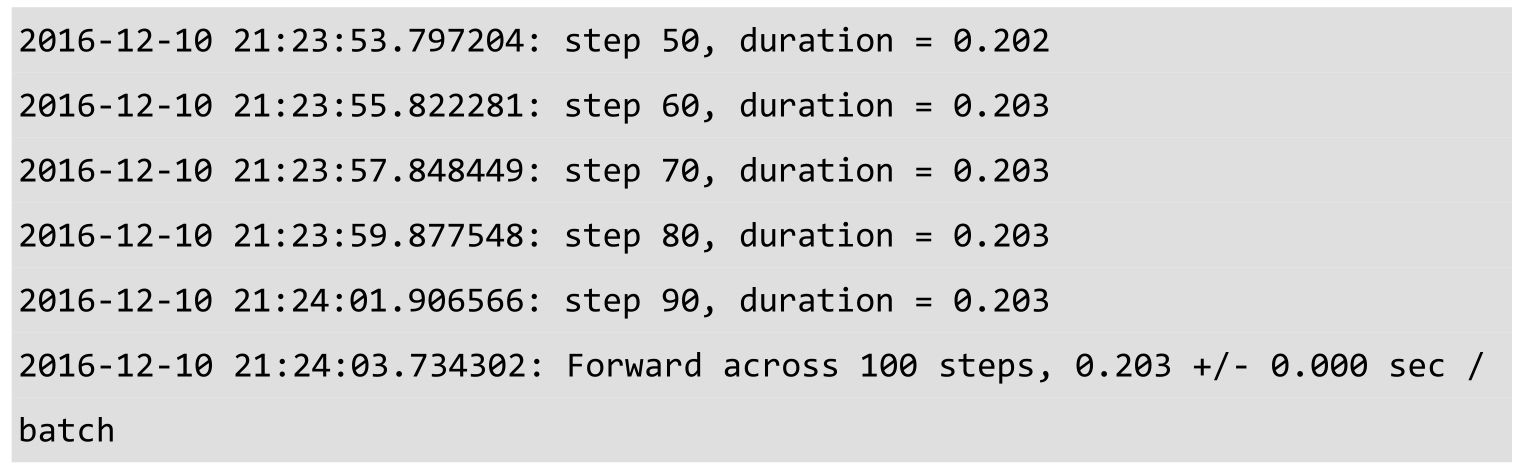 2016-12-10 21:23:53.797204: step 50, duration = 0.202
2016-12-10 21:23:55.822281: step 60, duration = 0.203
2016-12-10 21:23:57.848449: step 70, duration = 0.203
2016-12-10 21:23:59.877548: step 80, duration = 0.203
2016-12-10 21:24:01.906566: step 90, duration = 0.203
2016-12-10 21:24:03.734302: Forward across 100 steps, 0.203 +/- 0.000 sec /
batch